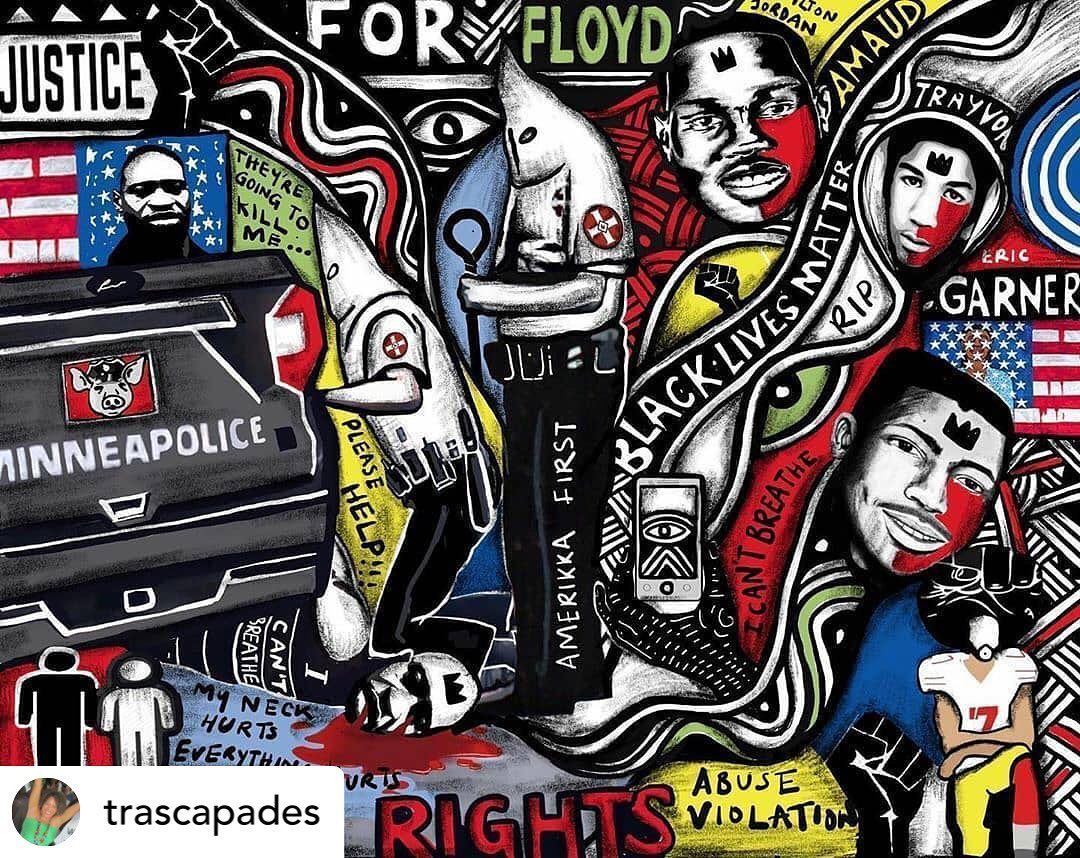 JUSTICE
FOR
FLOYD
JORDAN
AMAUD
TRAYVON
THEY'RE
GOING TO
KILL
ME...
BLACK LIVES MATTER
RIP
ERIC
GARNER
MINNEAPOLICE
PLEASE
HELP!!!
AMERIKKA FIRST
I CAN'T BREATHE
I
CAN'T
BREATHE
MY NECK
HURTS
EVERYTHING HURTS
7
ABUSE
VIOLATION
RIGHTS
trascapades